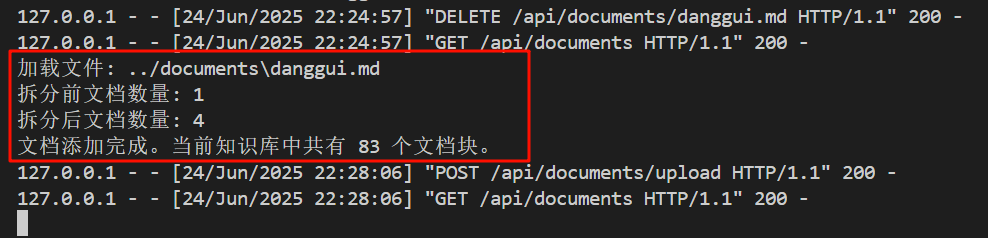 127.0.0.1 - - [24/Jun/2025 22:24:57] "DELETE /api/documents/danggui.md HTTP/1.1" 200 -
127.0.0.1 - - [24/Jun/2025 22:24:57] "GET /api/documents HTTP/1.1" 200 -
加载文件: ../documents\danggui.md
拆分前文档数量: 1
拆分后文档数量: 4
文档添加完成。当前知识库中共有 83 个文档块。
127.0.0.1 - - [24/Jun/2025 22:28:06] "POST /api/documents/upload HTTP/1.1" 200 -
127.0.0.1 - - [24/Jun/2025 22:28:06] "GET /api/documents HTTP/1.1" 200 -